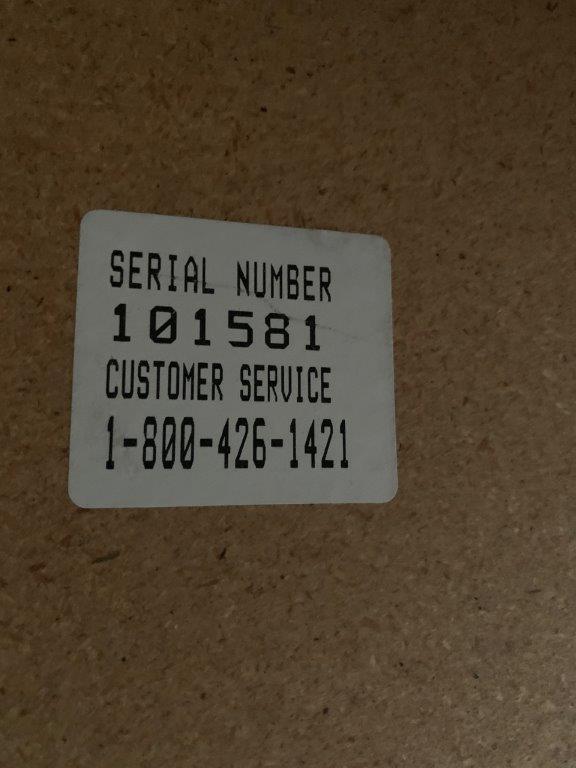 SERIAL NUMBER
101581
CUSTOMER SERVICE
1-800-426-1421